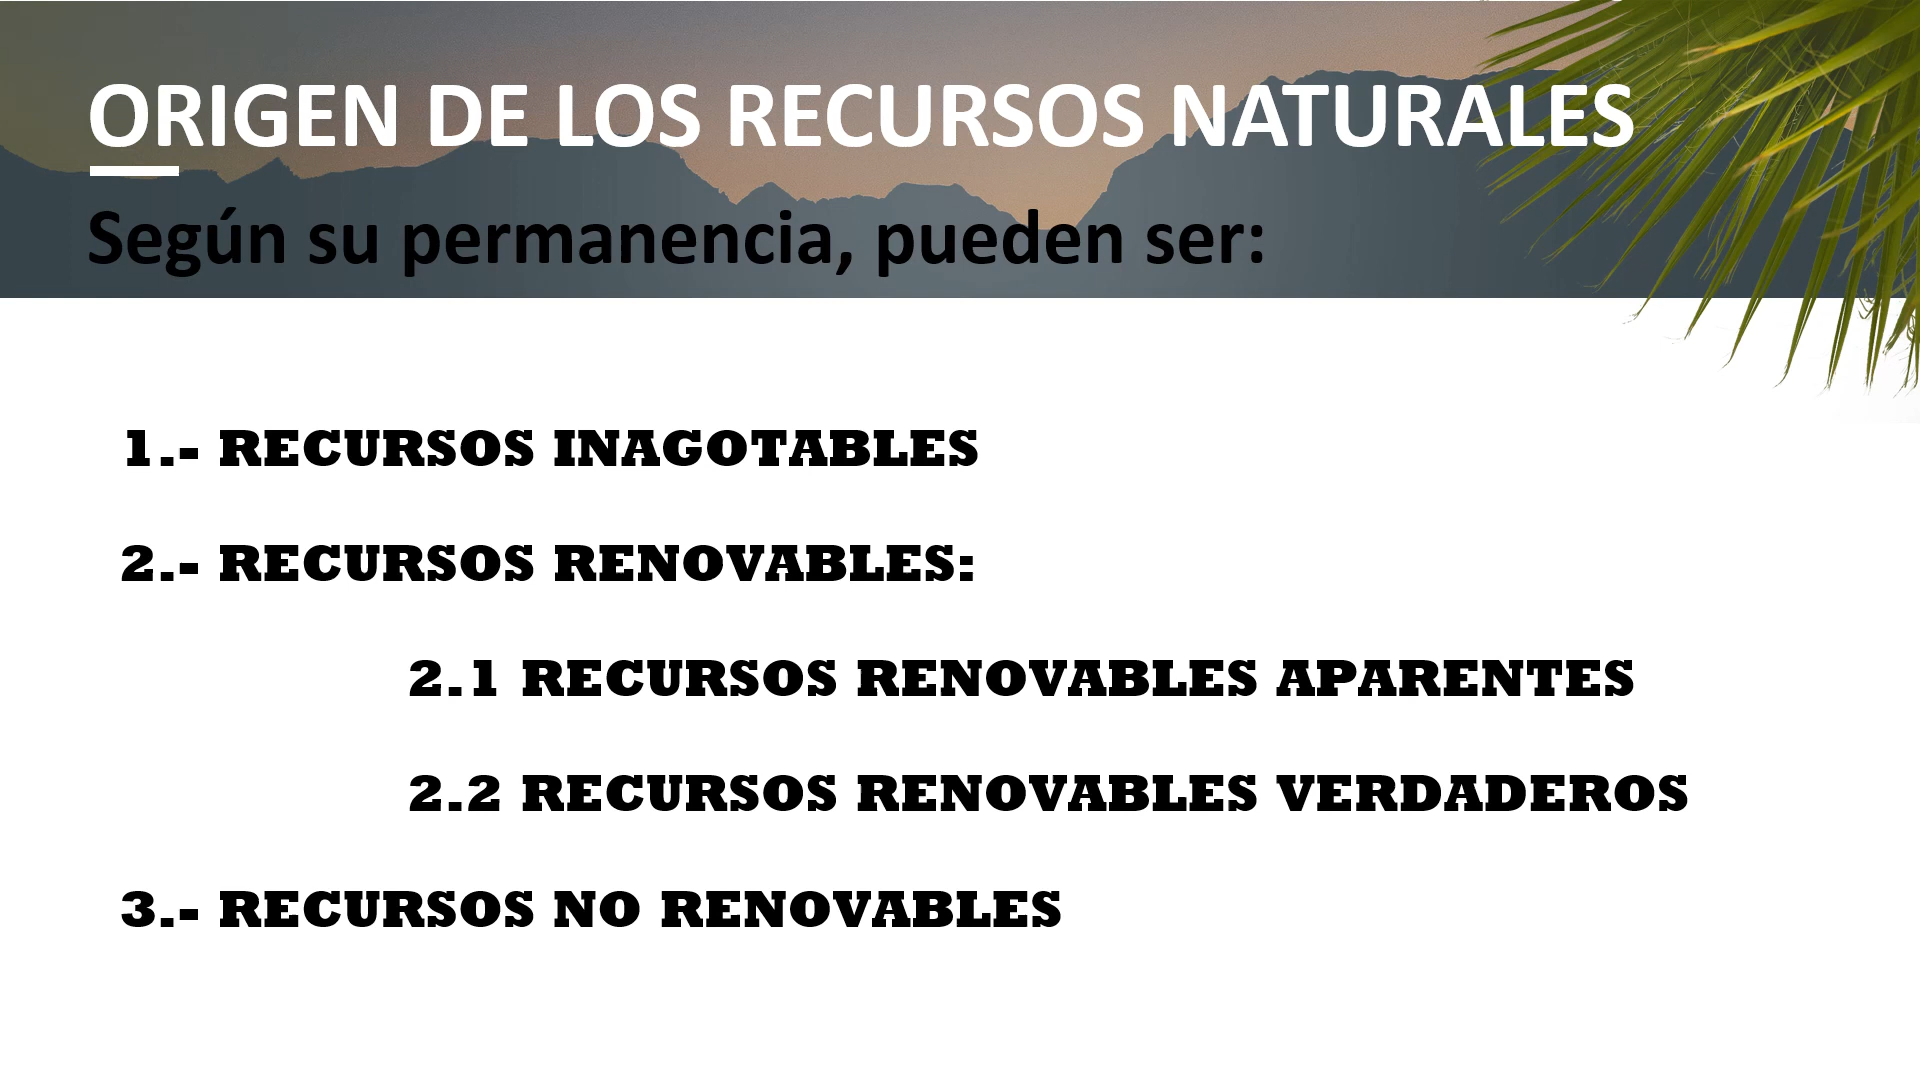 ORIGEN DE LOS RECURSOS NATURALES
Según su permanencia, pueden ser:
1.- RECURSOS INAGOTABLES
2.- RECURSOS RENOVABLES:
2.1 RECURSOS RENOVABLES APARENTES
2.2 RECURSOS RENOVABLES VERDADEROS
3.- RECURSOS NO RENOVABLES